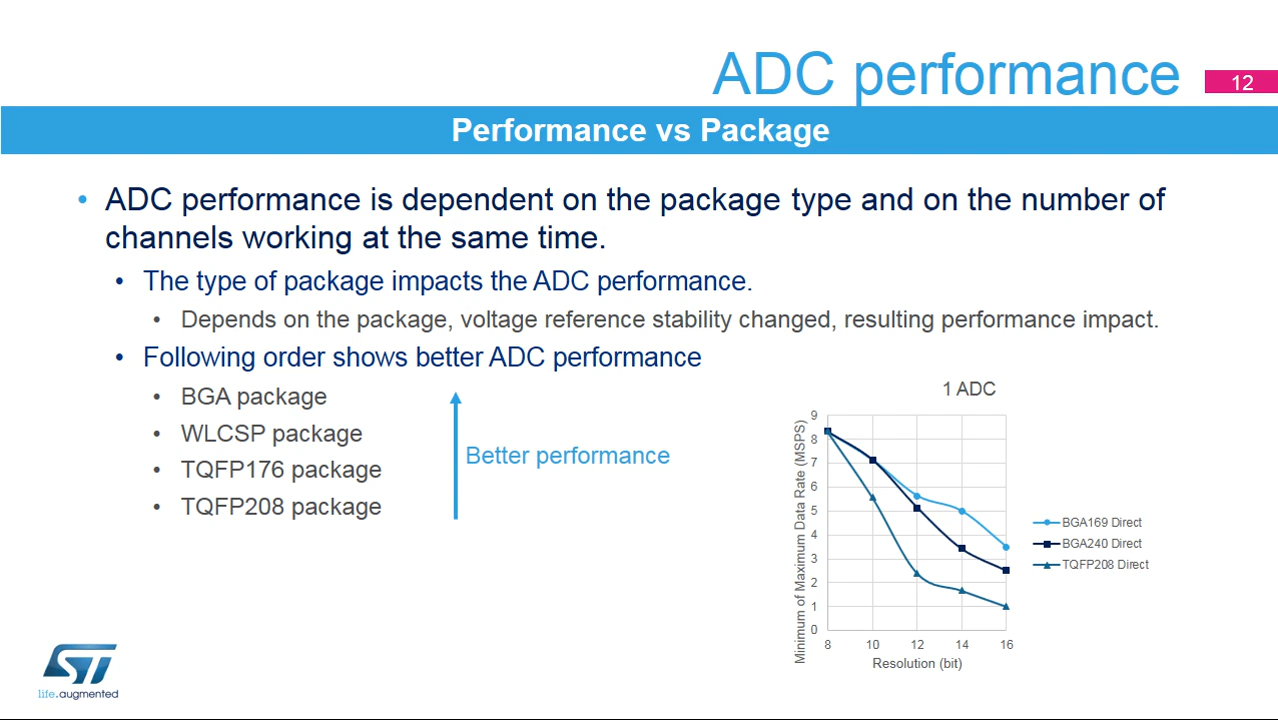 ADC performance
12
Performance vs Package
• ADC performance is dependent on the package type and on the number of
channels working at the same time.
• The type of package impacts the ADC performance.
• Depends on the package, voltage reference stability changed, resulting performance impact.
• Following order shows better ADC performance
• BGA package
• WLCSP package
• TQFP176 package
• TQFP208 package
Better performance
1 ADC
Minimum of Maximum Data Rate (MSPS)
9
8
7
6
5
4
3
2
1
0
8 10 12 14 16
Resolution (bit)
BGA169 Direct
BGA240 Direct
TQFP208 Direct
ST
life.augmented